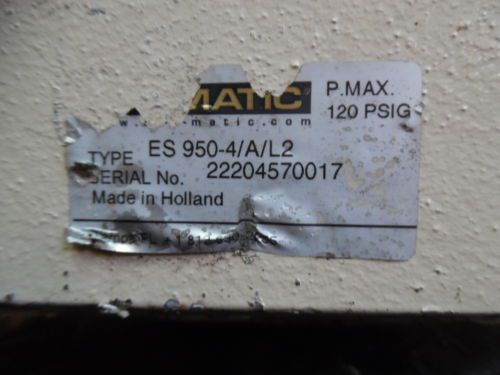 MATIC P.MAX.
-matic.com 120 PSIG
TYPE ES 950-4/A/L2
SERIAL No. 22204570017
Made in Holland